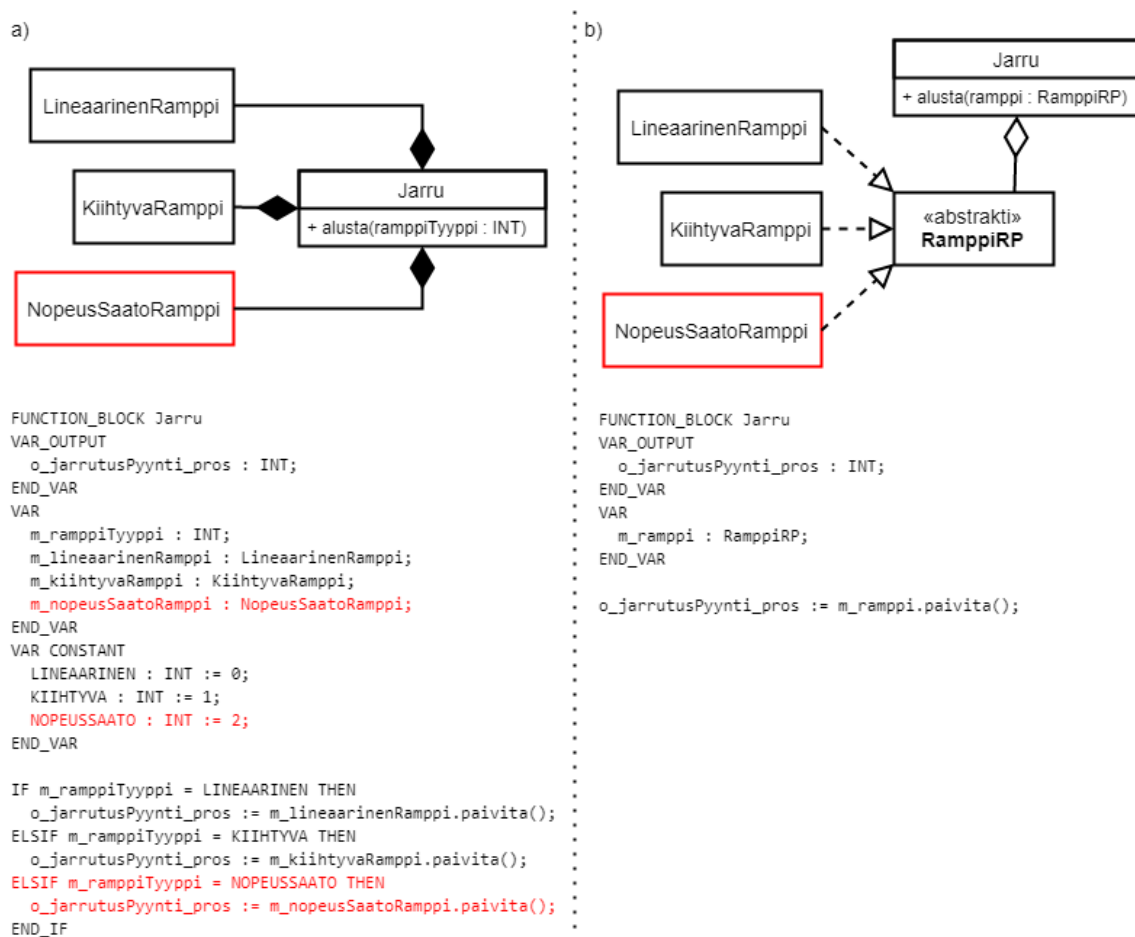 a)
LineaarinenRamppi
KiihtyvaRamppi
Jarru
+ alusta(ramppiTyyppi : INT)
NopeusSaatoRamppi
FUNCTION_BLOCK Jarru
VAR_OUTPUT
  o_jarrutusPyynti_pros : INT;
END_VAR
VAR
  m_ramppiTyyppi : INT;
  m_lineaarinenRamppi : LineaarinenRamppi;
  m_kiihtyvaRamppi : KiihtyvaRamppi;
  m_nopeusSaatoRamppi : NopeusSaatoRamppi;
END_VAR
VAR CONSTANT
  LINEAARINEN : INT := 0;
  KIIHTYVA : INT := 1;
  NOPEUSSAATO : INT := 2;
END_VAR
IF m_ramppiTyyppi = LINEAARINEN THEN
  o_jarrutusPyynti_pros := m_lineaarinenRamppi.paivita();
ELSIF m_ramppiTyyppi = KIIHTYVA THEN
  o_jarrutusPyynti_pros := m_kiihtyvaRamppi.paivita();
ELSIF m_ramppiTyyppi = NOPEUSSAATO THEN
  o_jarrutusPyynti_pros := m_nopeusSaatoRamppi.paivita();
END_IF
b)
Jarru
+ alusta(ramppi : RamppiRP)
LineaarinenRamppi
KiihtyvaRamppi
«abstrakti»
RamppiRP
NopeusSaatoRamppi
FUNCTION_BLOCK Jarru
VAR_OUTPUT
  o_jarrutusPyynti_pros : INT;
END_VAR
VAR
  m_ramppi : RamppiRP;
END_VAR
o_jarrutusPyynti_pros := m_ramppi.paivita();